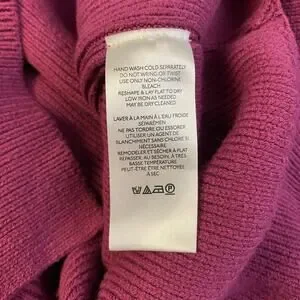 HAND WASH COLD SEPARATELY
DO NOT WRING OR TWIST
USE ONLY NON-CHLORINE
BLEACH
RESHAPE & LAY FLAT TO DRY
LOW IRON AS NEEDED
MAY BE DRY CLEANED
LAVER À LA MAIN À L'EAU FROIDE
SÉPARÉMEN
NE PAS TORDRE OU ESSORER
UTILISER UN AGENT DE
BLANCHIMENT SANS CHLORE SI
NÉCESSAIRE
REMODELER ET SÉCHER À PLAT
REPASSER, AU BESOIN, À TRÈS
BASSE TEMPÉRATURE
PEUT-ÊTRE ÊTRE NETTOYÉE
À SEC
P